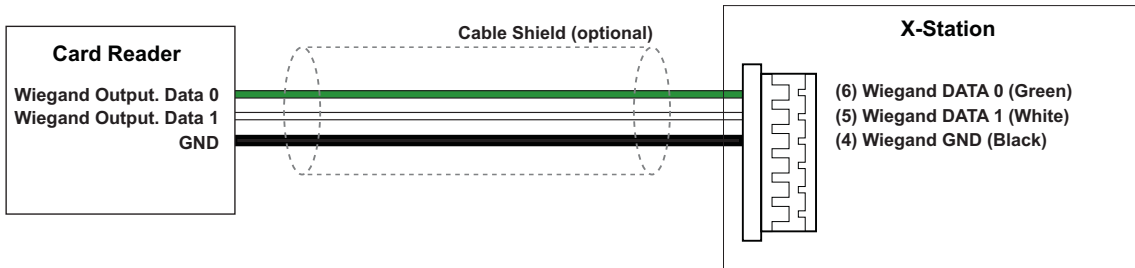 Cable Shield (optional)
X-Station
Card Reader
Wiegand Output. Data 0
Wiegand Output. Data 1
GND
(6) Wiegand DATA 0 (Green)
(5) Wiegand DATA 1 (White)
(4) Wiegand GND (Black)